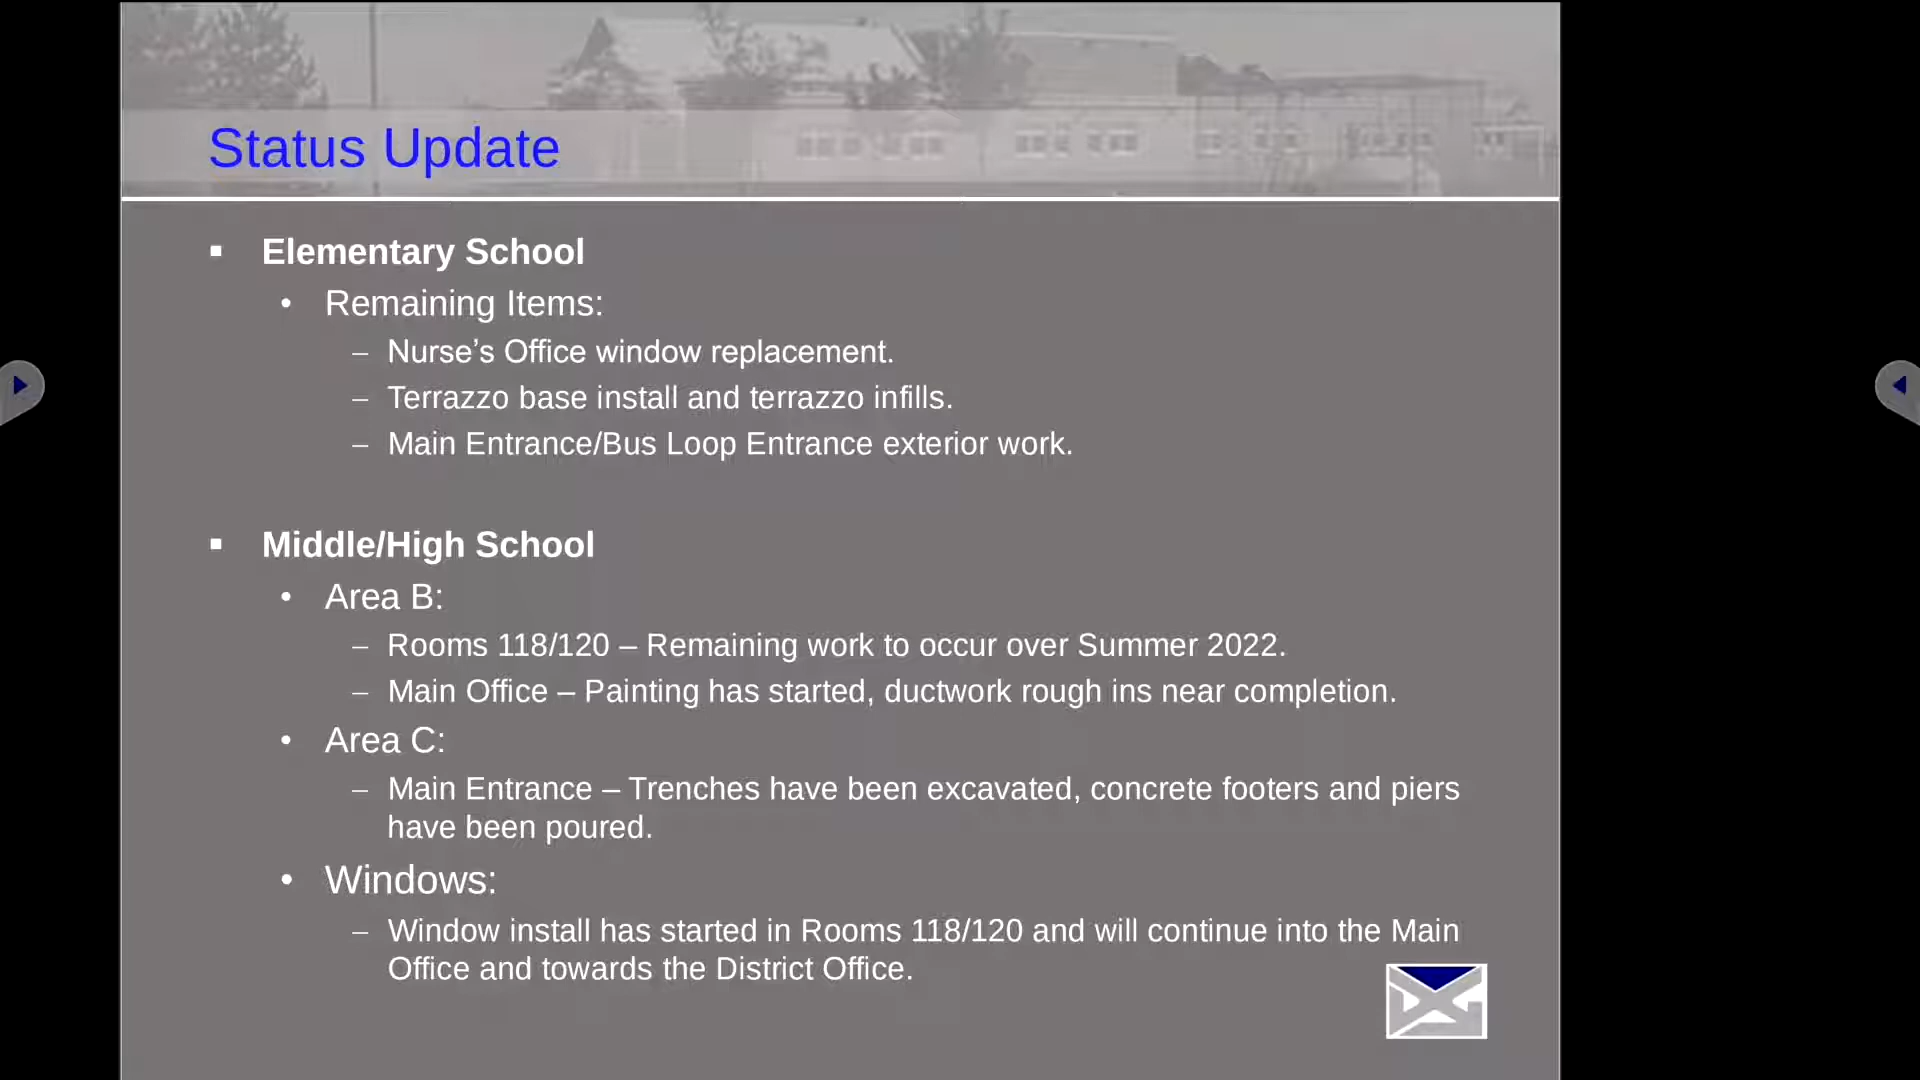 Status Update
▪ Elementary School
• Remaining Items:
– Nurse’s Office window replacement.
– Terrazzo base install and terrazzo infills.
– Main Entrance/Bus Loop Entrance exterior work.
▪ Middle/High School
• Area B:
– Rooms 118/120 – Remaining work to occur over Summer 2022.
– Main Office – Painting has started, ductwork rough ins near completion.
• Area C:
– Main Entrance – Trenches have been excavated, concrete footers and piers
have been poured.
• Windows:
– Window install has started in Rooms 118/120 and will continue into the Main
Office and towards the District Office.